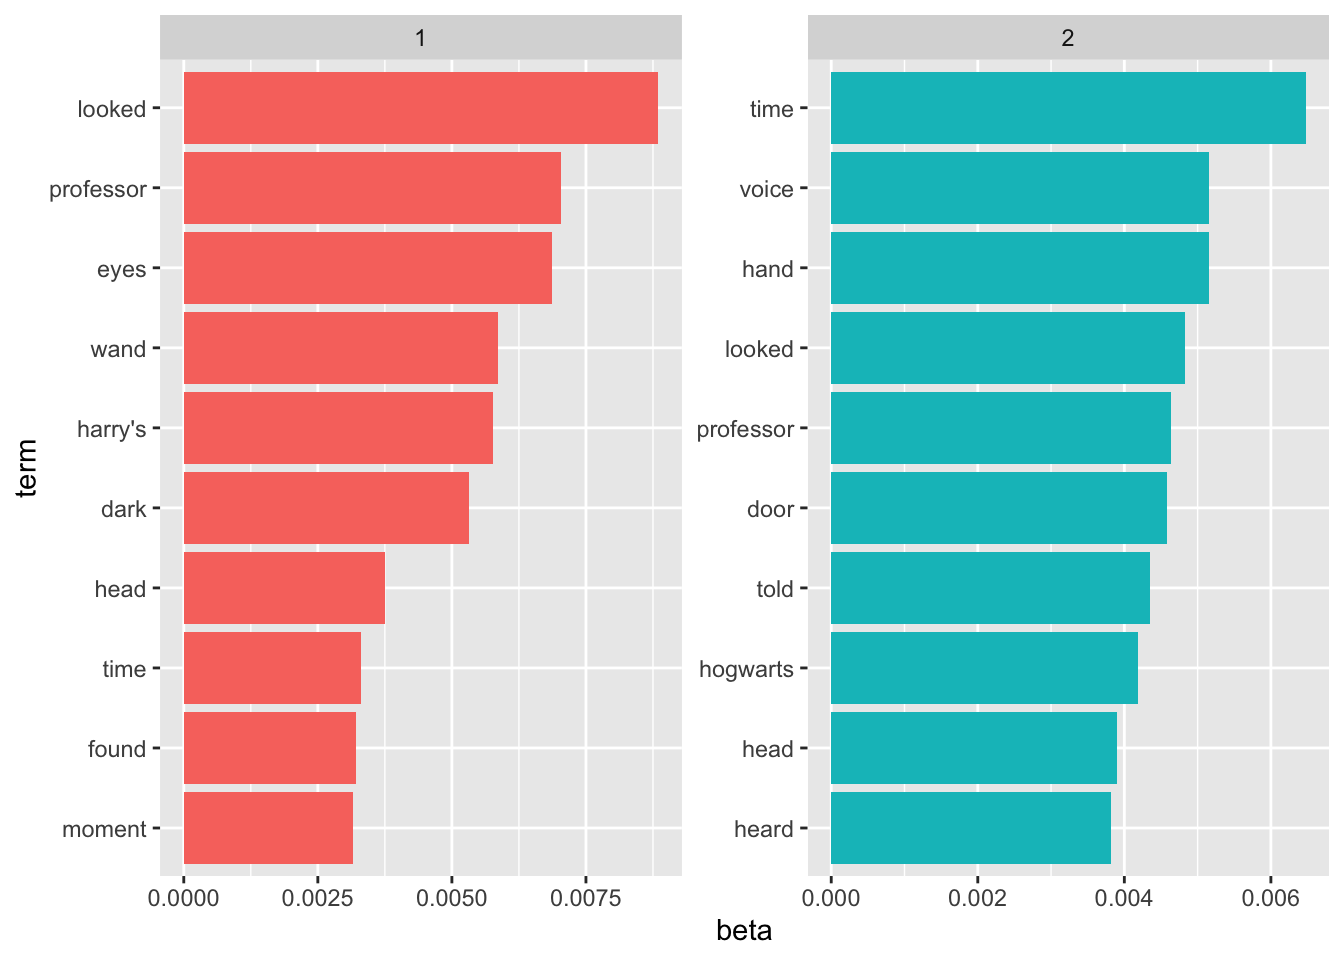 1
looked
professor
eyes
wand
harry's
dark
head
time
found
moment
0.0000 0.0025 0.0050 0.0075
2
time
voice
hand
looked
professor
door
told
hogwarts
head
heard
0.000 0.002 0.004 0.006
term
beta